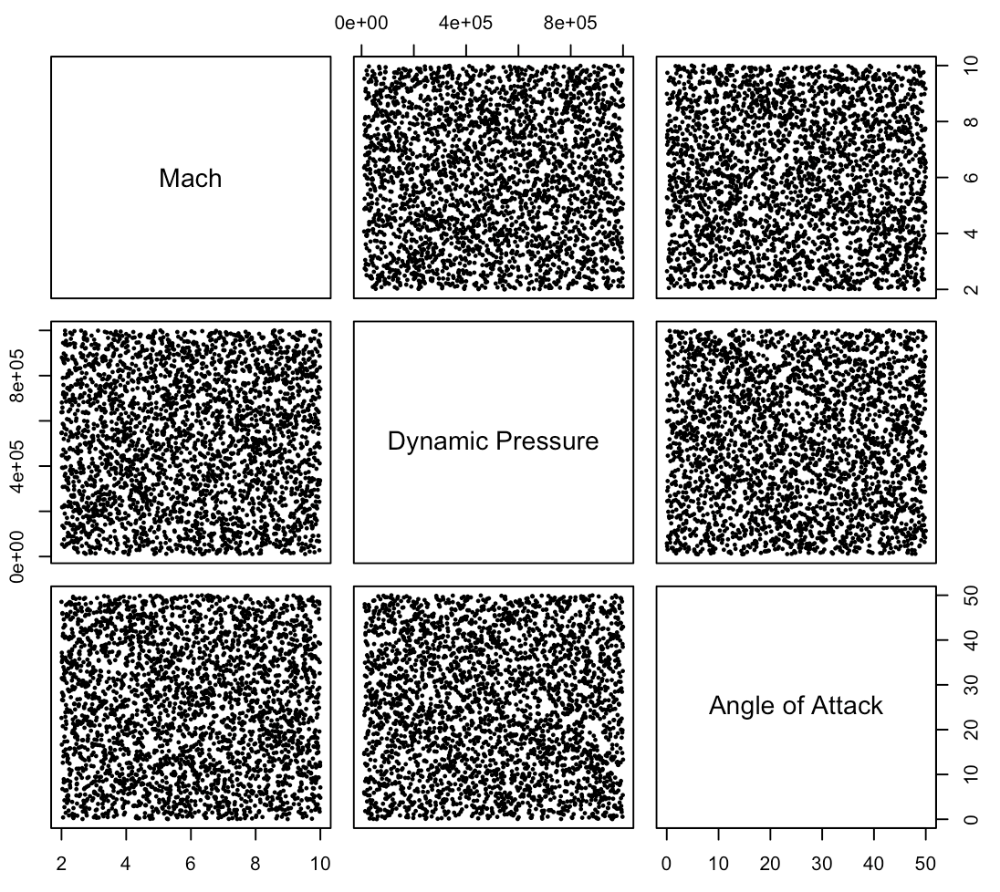 0e+00 4e+05 8e+05
Mach
10
8
6
4
2
8e+05
4e+05
0e+00
Dynamic Pressure
Angle of Attack
50
40
30
20
10
0
2 4 6 8 10
0 10 20 30 40 50